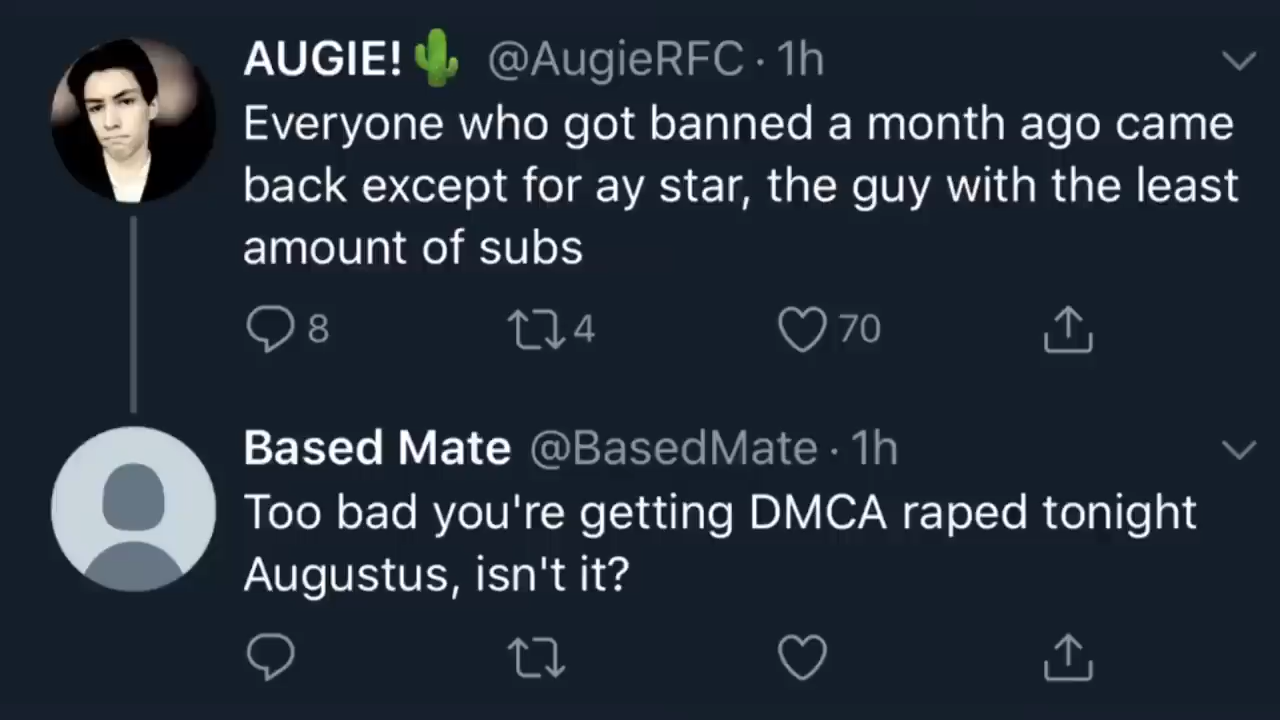 AUGIE!🌵 @AugieRFC · 1h
Everyone who got banned a month ago came
back except for ay star, the guy with the least
amount of subs
8 4 70
Based Mate @BasedMate · 1h
Too bad you're getting DMCA raped tonight
Augustus, isn't it?